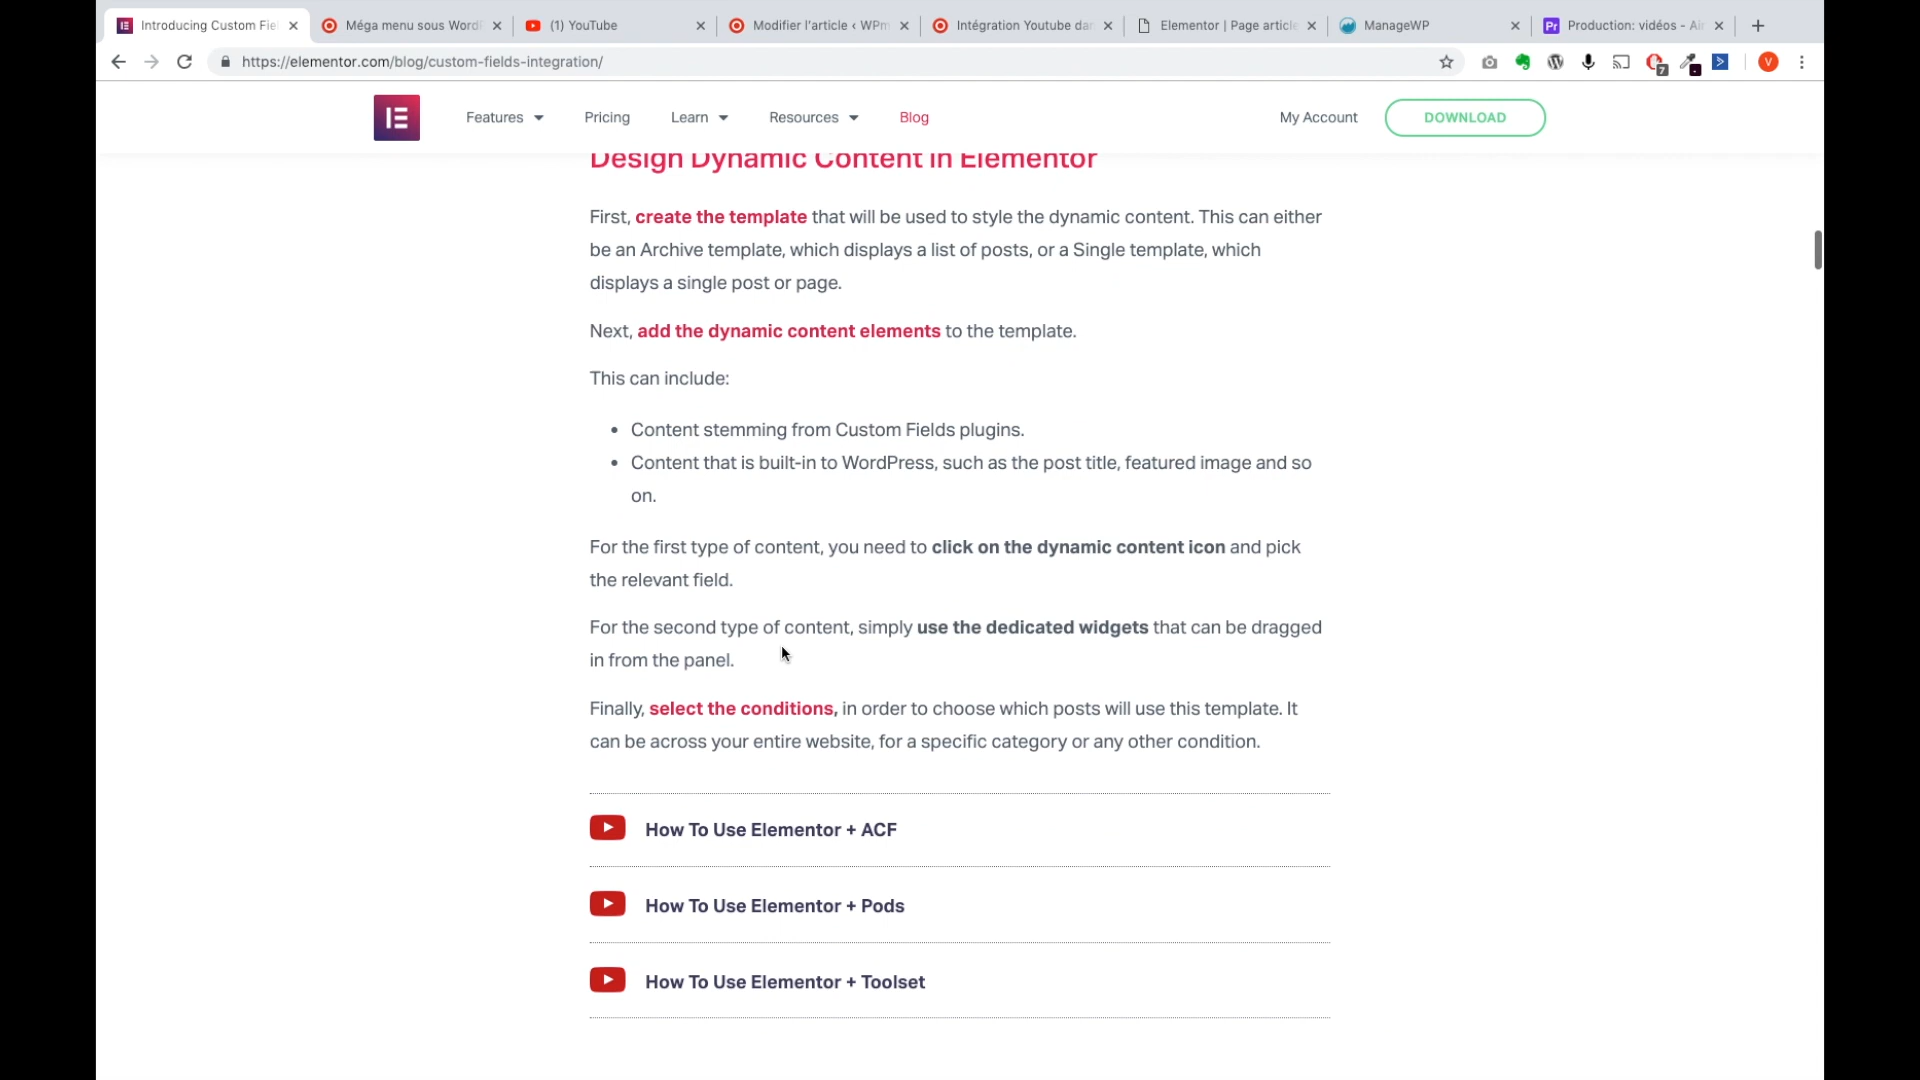 Introducing Custom Fie
Méga menu sous WordP
(1) YouTube
Modifier l'article ‹ WPm
Intégration Youtube dan
Elementor | Page article
ManageWP
Production: vidéos - Air
https://elementor.com/blog/custom-fields-integration/
7
V
Features
Pricing
Learn
Resources
Blog
My Account
DOWNLOAD
Design Dynamic Content in Elementor
First, create the template that will be used to style the dynamic content. This can either
be an Archive template, which displays a list of posts, or a Single template, which
displays a single post or page.
Next, add the dynamic content elements to the template.
This can include:
• Content stemming from Custom Fields plugins.
• Content that is built-in to WordPress, such as the post title, featured image and so
on.
For the first type of content, you need to click on the dynamic content icon and pick
the relevant field.
For the second type of content, simply use the dedicated widgets that can be dragged
in from the panel.
Finally, select the conditions, in order to choose which posts will use this template. It
can be across your entire website, for a specific category or any other condition.
How To Use Elementor + ACF
How To Use Elementor + Pods
How To Use Elementor + Toolset